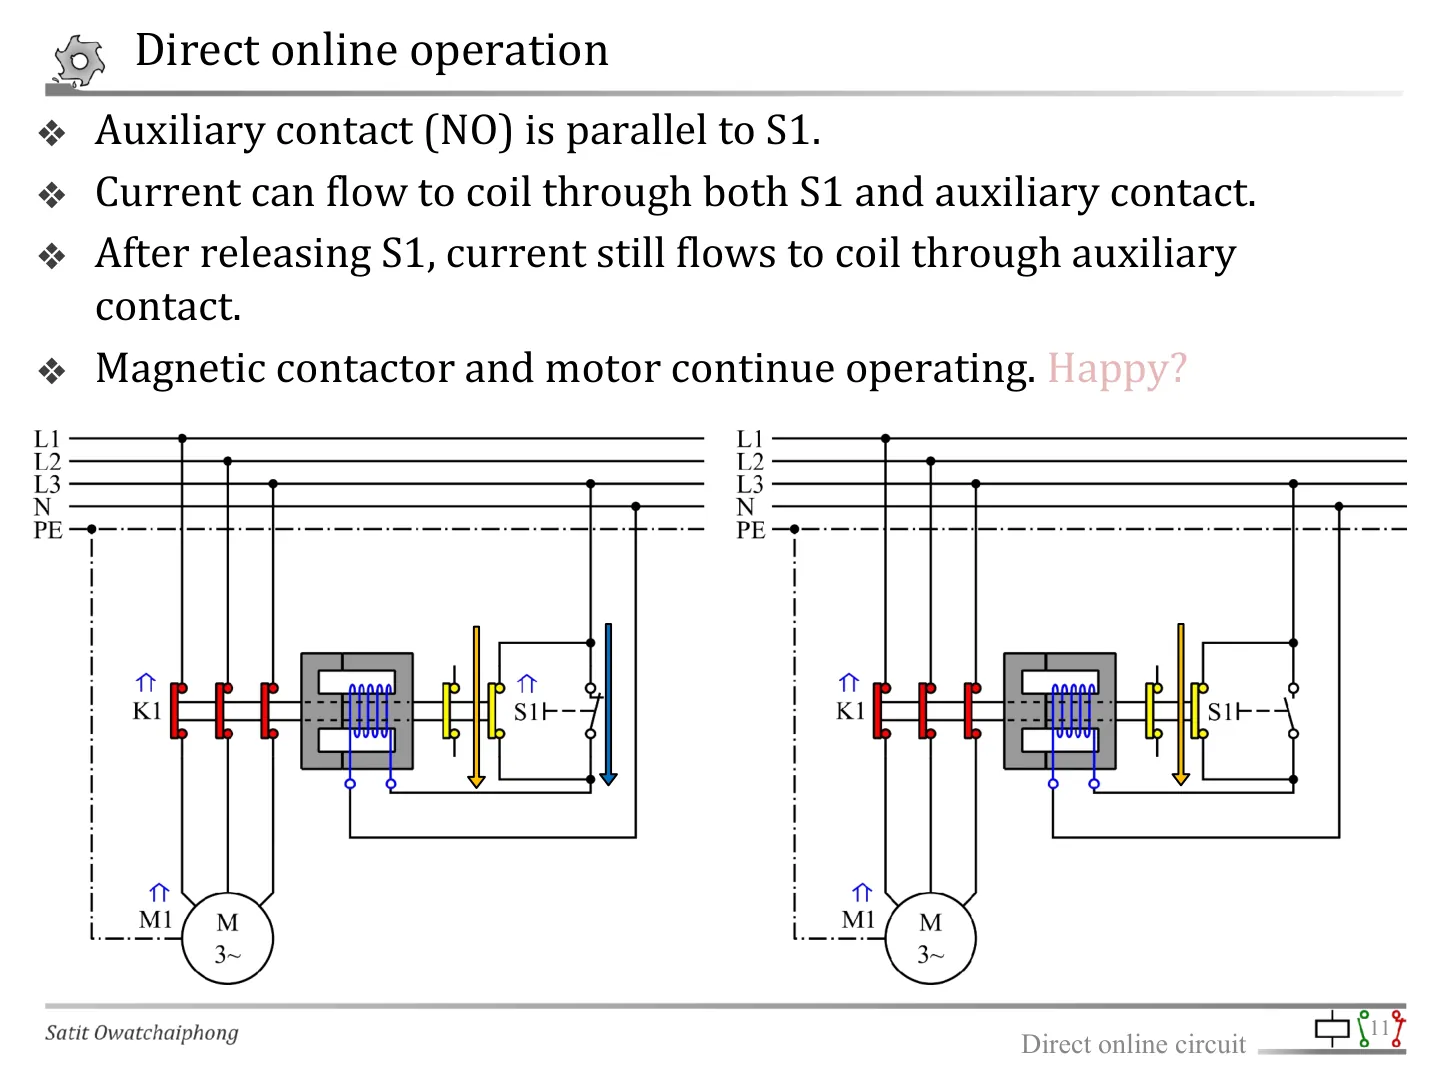 Direct online operation
Auxiliary contact (NO) is parallel to S1.
Current can flow to coil through both S1 and auxiliary contact.
After releasing S1, current still flows to coil through auxiliary
contact.
Magnetic contactor and motor continue operating. Happy?
L1
L2
L3
N
PE
K1
S1
M1
M
3~
L1
L2
L3
N
PE
K1
S1
M1
M
3~
Satit Owatchaiphong
Direct online circuit
11